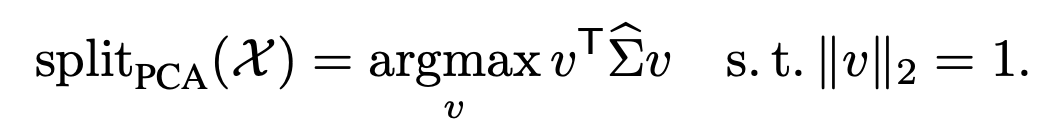 split_PCA(𝒳) = argmax_v v^⊤ Σ̂ v s. t. ‖v‖₂ = 1.